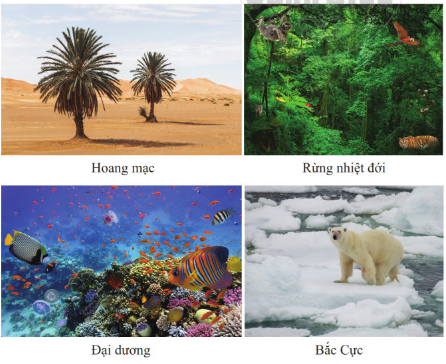 Hoang mạc
Rừng nhiệt đới
Đại dương
Bắc Cực